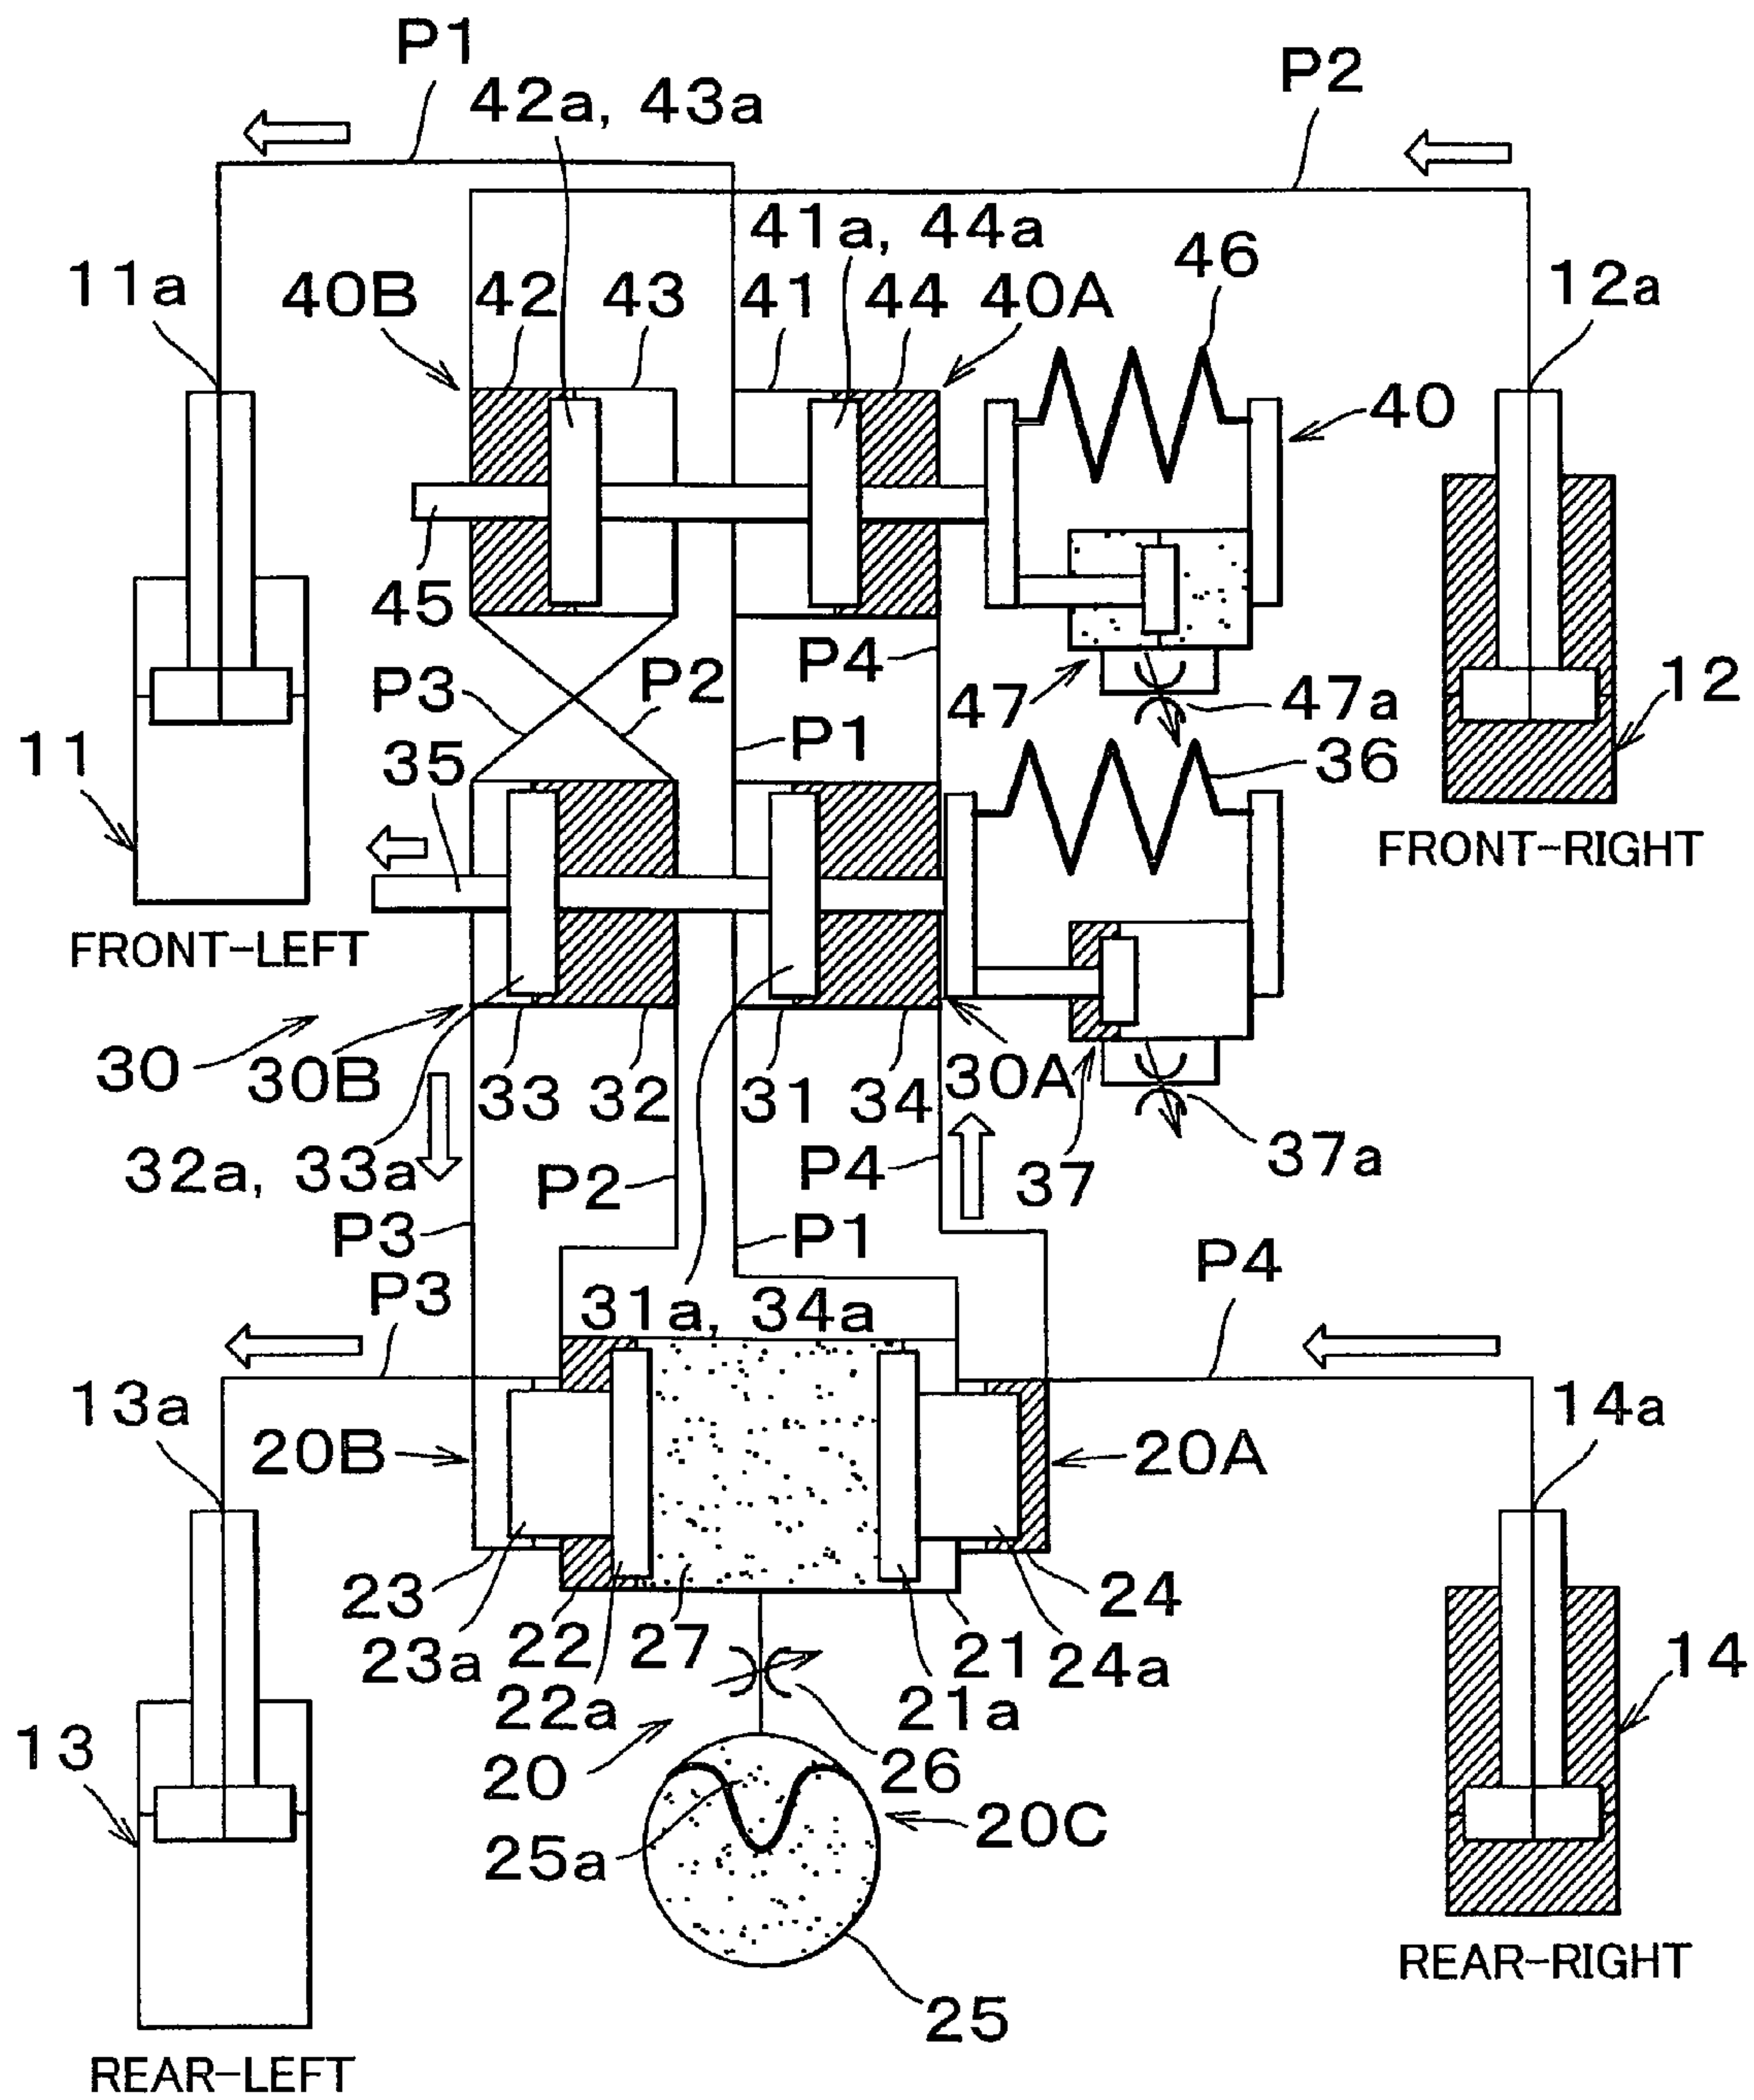 P1
P2
42a, 43a
41a, 44a
46
11a
12a
40B
42
43
41
44
40A
40
45
P3
P2
P4
P1
47
47a
12
11
35
36
FRONT-RIGHT
FRONT-LEFT
30
30B
33
32
31
34
30A
37a
37
32a, 33a
P2
P4
P3
P1
P3
P4
31a, 34a
13a
14a
20B
20A
23
24
23a
22
27
21
24a
14
22a
21a
13
20
26
20C
25a
25
REAR-RIGHT
REAR-LEFT